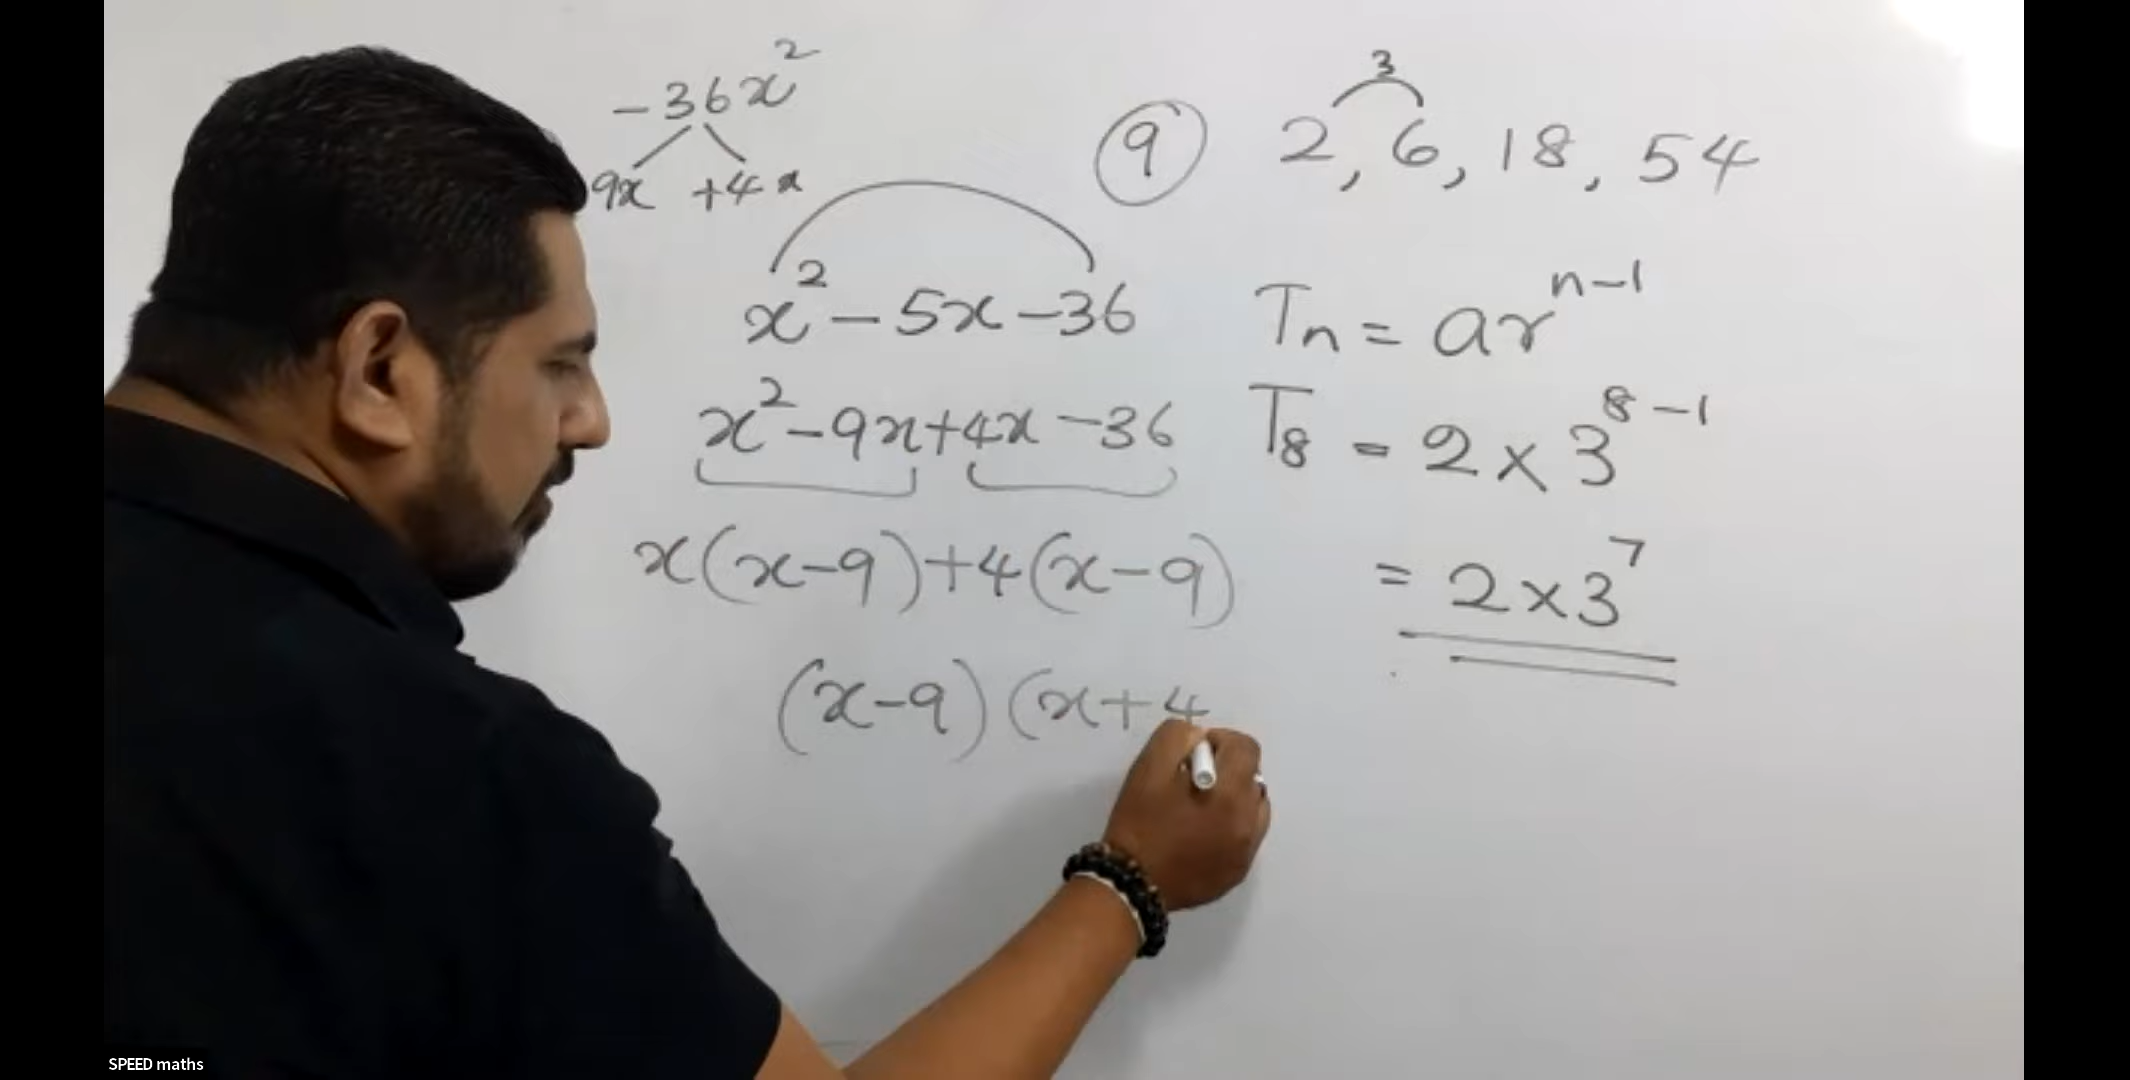 -36x²
9x +4x
x² - 5x - 36
x² - 9x + 4x - 36
x(x-9)+4(x-9)
(x-9)(x+4
9 2, 6, 18, 54
3
Tn = ar^(n-1)
T8 = 2 × 3^(8-1)
= 2 × 3^7
SPEED maths